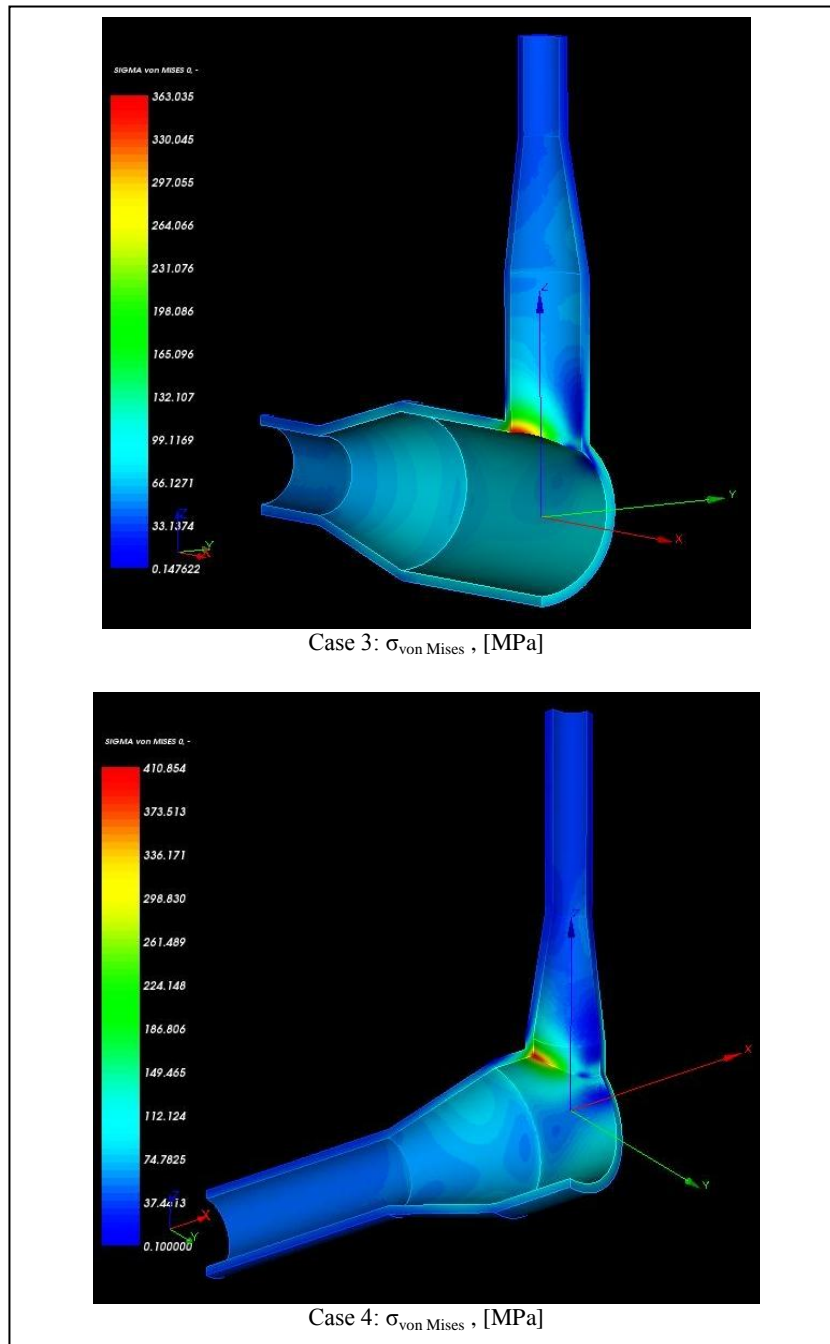 SIGMA von MISES 0, -
363.035
330.045
297.055
264.066
231.076
198.086
165.096
132.107
99.1169
66.1271
33.1374
0.147622
Z
Y
X
Z
Y
X
Case 3: σvon Mises , [MPa]
SIGMA von MISES 0, -
410.854
373.513
336.171
298.830
261.489
224.148
186.806
149.465
112.124
74.7825
37.4413
0.100000
Z
X
Y
Z
X
Y
Case 4: σvon Mises , [MPa]